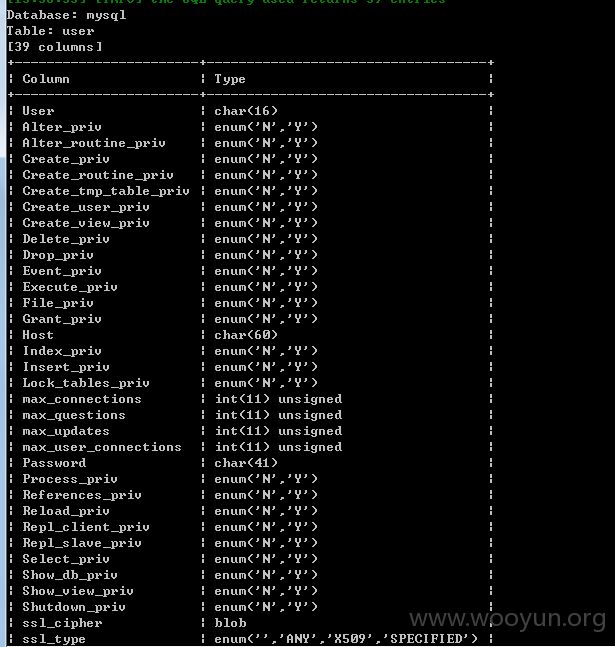 [INFO] the SQL query used returns 39 entries
Database: mysql
Table: user
[39 columns]
+-----------------------+-----------------------------------+
| Column | Type |
+-----------------------+-----------------------------------+
| User | char(16) |
| Alter_priv | enum('N','Y') |
| Alter_routine_priv | enum('N','Y') |
| Create_priv | enum('N','Y') |
| Create_routine_priv | enum('N','Y') |
| Create_tmp_table_priv | enum('N','Y') |
| Create_user_priv | enum('N','Y') |
| Create_view_priv | enum('N','Y') |
| Delete_priv | enum('N','Y') |
| Drop_priv | enum('N','Y') |
| Event_priv | enum('N','Y') |
| Execute_priv | enum('N','Y') |
| File_priv | enum('N','Y') |
| Grant_priv | enum('N','Y') |
| Host | char(60) |
| Index_priv | enum('N','Y') |
| Insert_priv | enum('N','Y') |
| Lock_tables_priv | enum('N','Y') |
| max_connections | int(11) unsigned |
| max_questions | int(11) unsigned |
| max_updates | int(11) unsigned |
| max_user_connections | int(11) unsigned |
| Password | char(41) |
| Process_priv | enum('N','Y') |
| References_priv | enum('N','Y') |
| Reload_priv | enum('N','Y') |
| Repl_client_priv | enum('N','Y') |
| Repl_slave_priv | enum('N','Y') |
| Select_priv | enum('N','Y') |
| Show_db_priv | enum('N','Y') |
| Show_view_priv | enum('N','Y') |
| Shutdown_priv | enum('N','Y') |
| ssl_cipher | blob |
| ssl_type | enum('','ANY','X509','SPECIFIED') |
www.wooyun.org